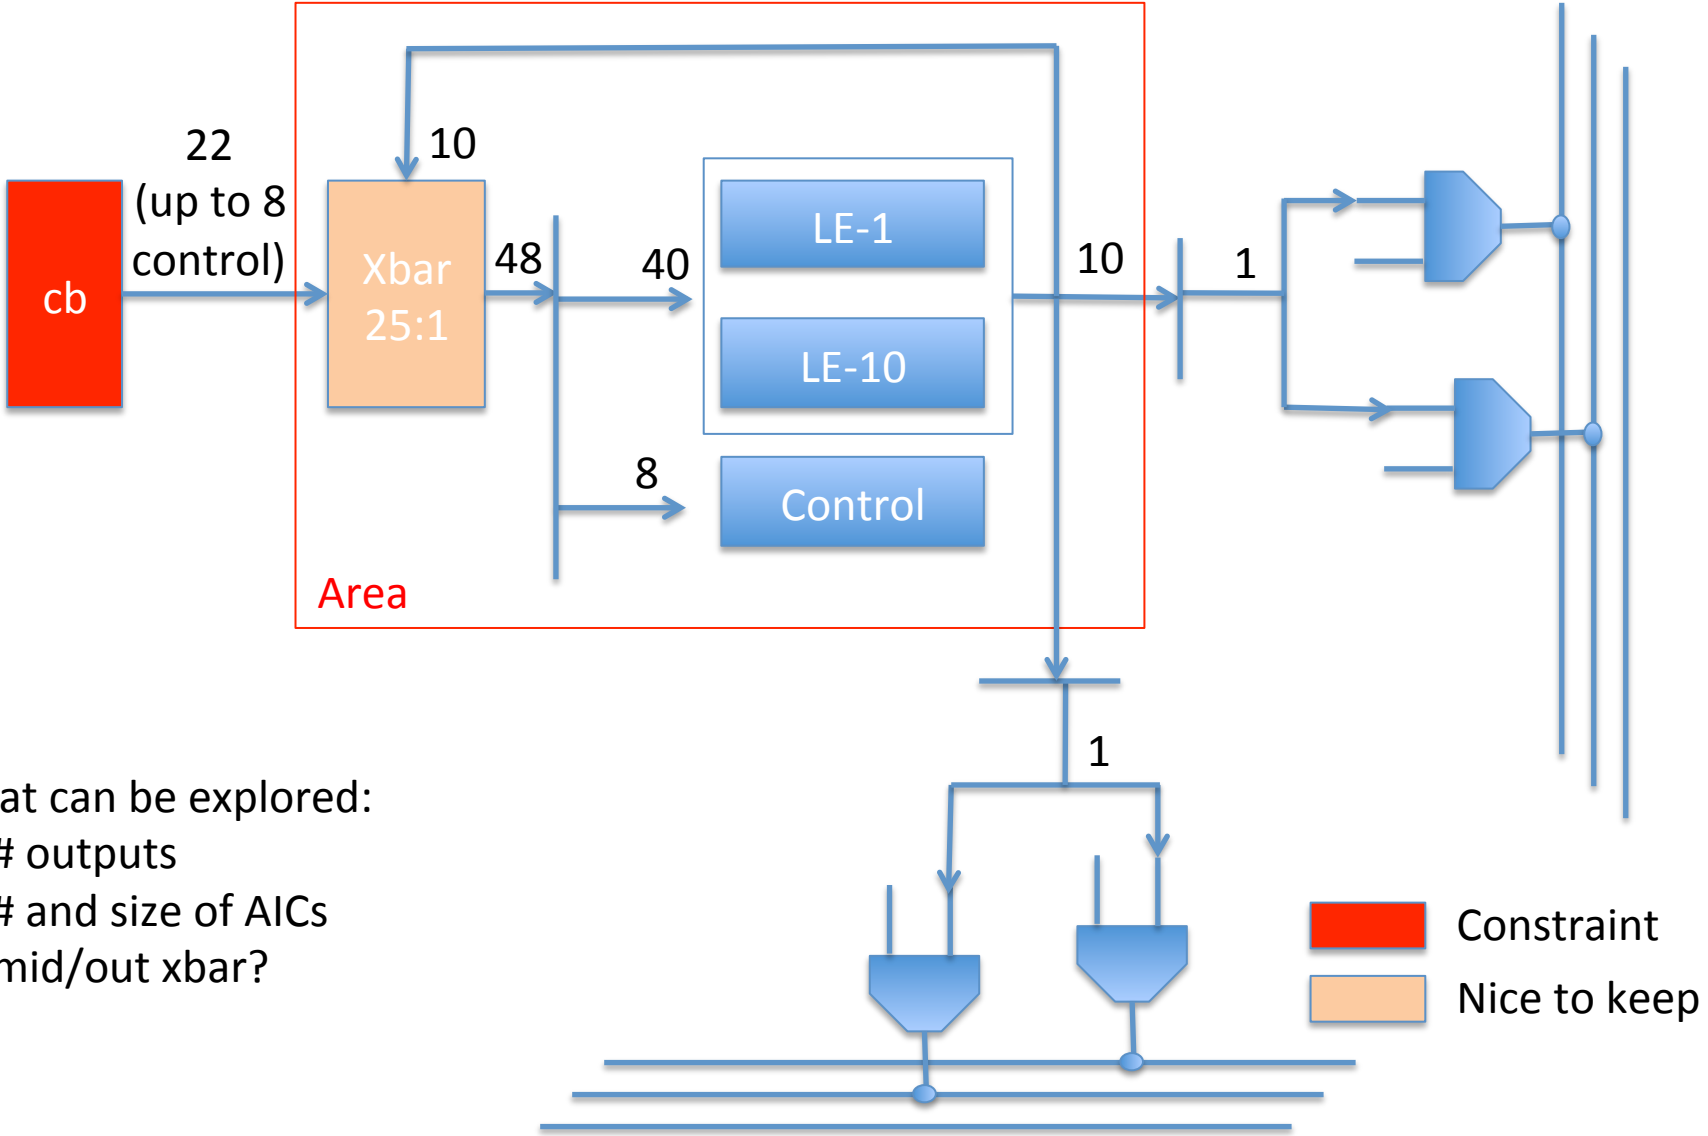 22
(up to 8
control)
10
cb
Xbar
25:1
48
40
8
LE-1
LE-10
Control
10
1
Area
1
at can be explored:
# outputs
# and size of AICs
mid/out xbar?
Constraint
Nice to keep